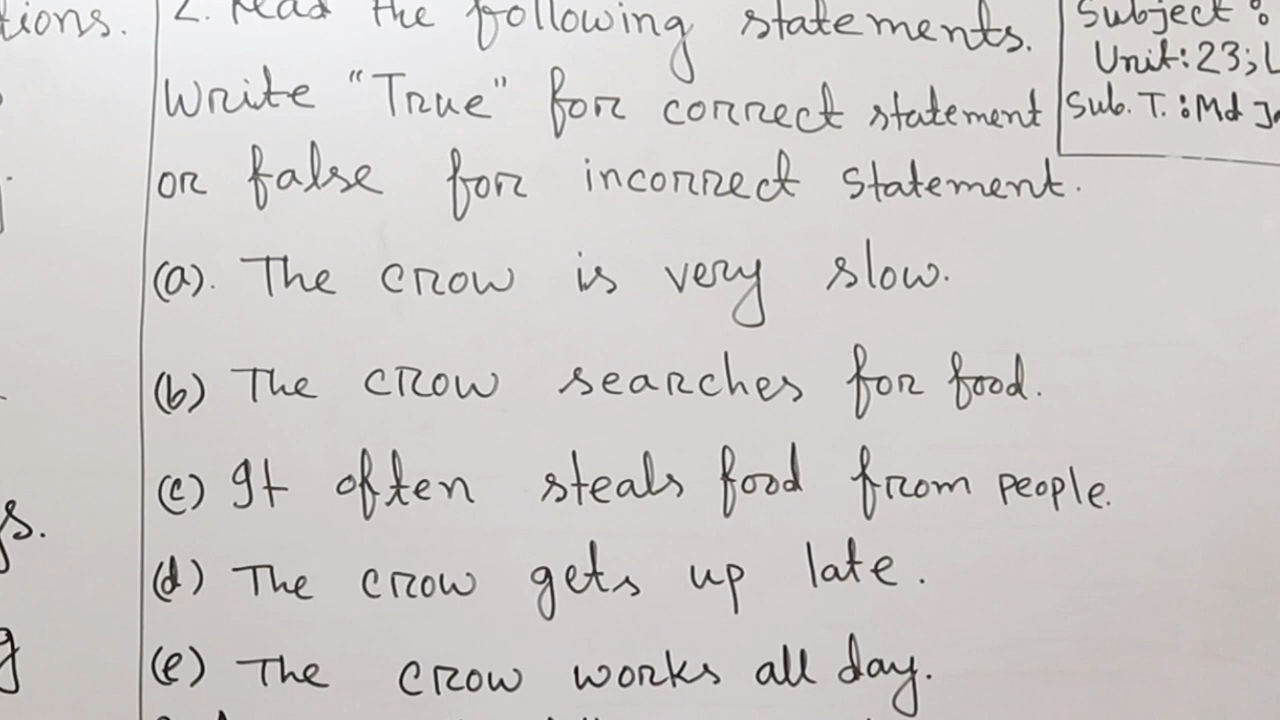 tions.
2. Read the following statements.
Write "True" for correct statement
or false for incorrect statement.
(a). The crow is very slow.
(b) The crow searches for food.
(c) It often steals food from people.
(d) The crow gets up late.
(e) The crow works all day.
Subject :
Unit: 23; L
Sub. T. : Md